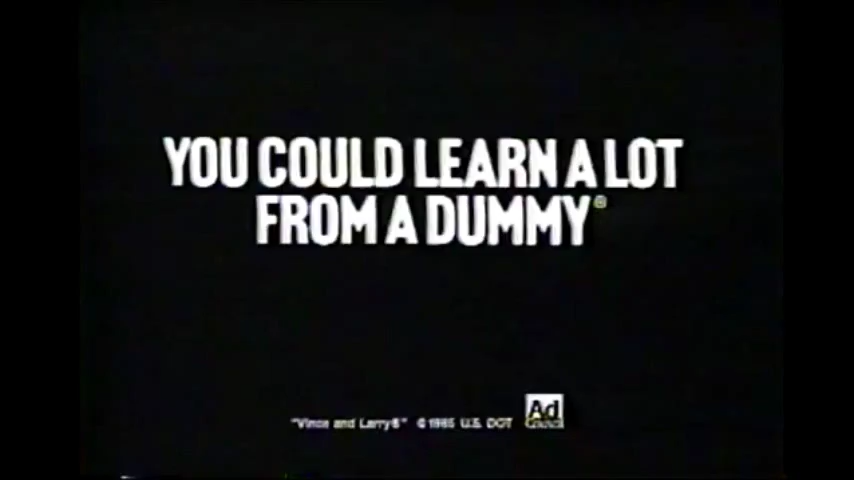 YOU COULD LEARN A LOT
FROM A DUMMY®
"Vince and Larry®" ©1985 U.S. DOT Ad Council